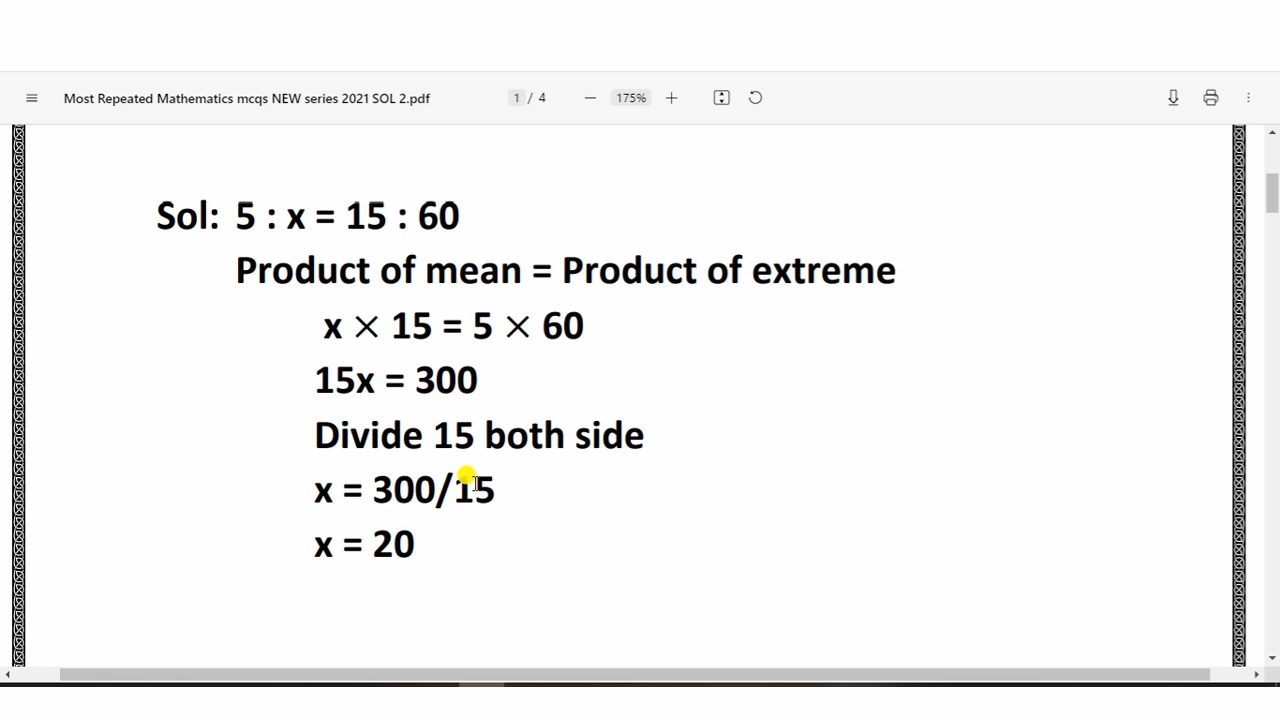 Most Repeated Mathematics mcqs NEW series 2021 SOL 2.pdf 1 / 4 175%
Sol: 5 : x = 15 : 60
Product of mean = Product of extreme
x × 15 = 5 × 60
15x = 300
Divide 15 both side
x = 300/15
x = 20